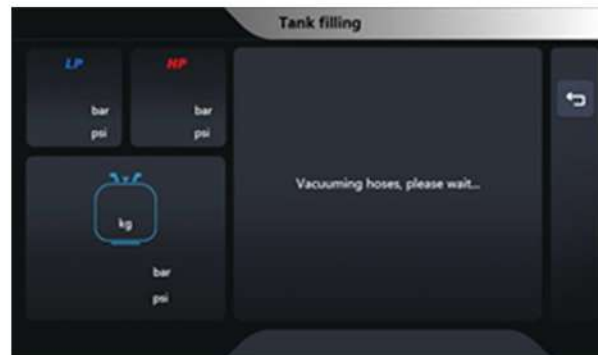 Tank filling
LP
HP
bar
bar
psi
psi
Vacuuming hoses, please wait...
kg
bar
psi